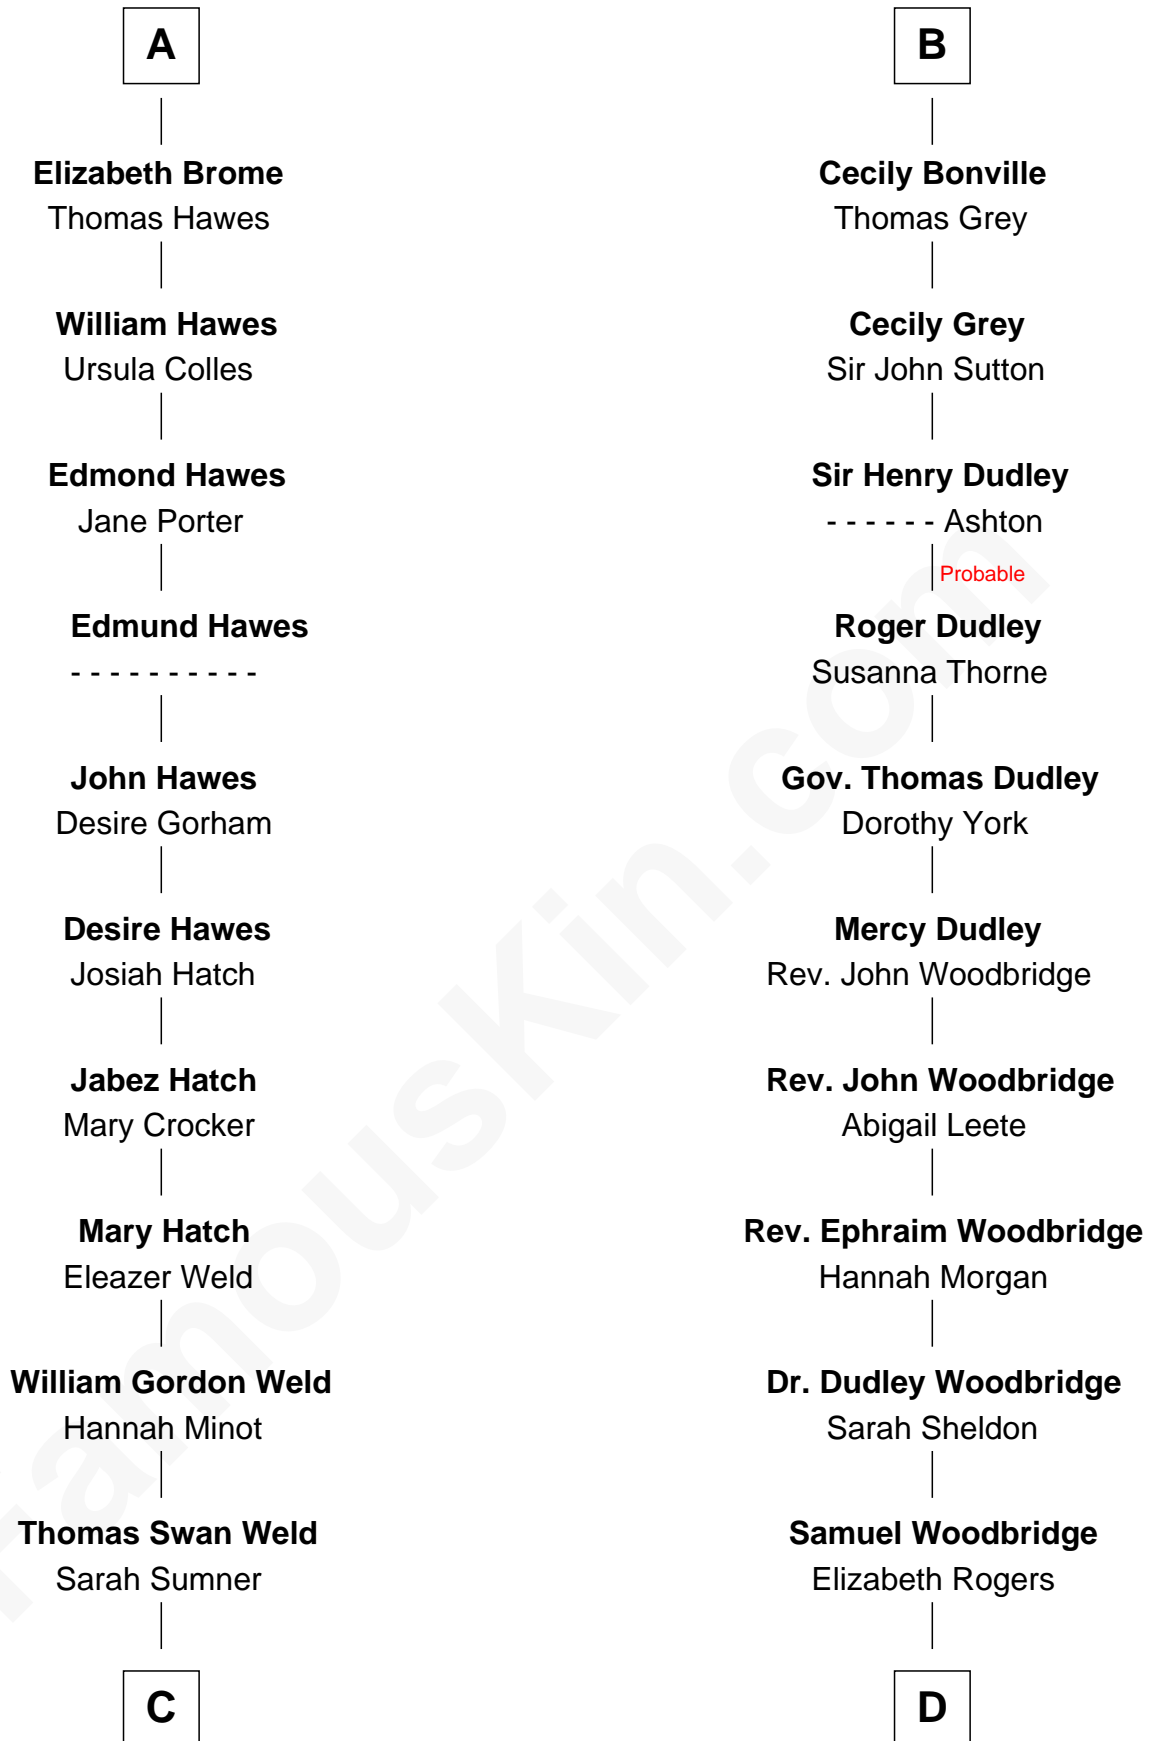 A
Elizabeth Brome
Thomas Hawes
William Hawes
Ursula Colles
Edmond Hawes
Jane Porter
Edmund Hawes
- - - - - - - - - -
John Hawes
Desire Gorham
Desire Hawes
Josiah Hatch
Jabez Hatch
Mary Crocker
Mary Hatch
Eleazer Weld
William Gordon Weld
Hannah Minot
Thomas Swan Weld
Sarah Sumner
C
B
Cecily Bonville
Thomas Grey
Cecily Grey
Sir John Sutton
Sir Henry Dudley
- - - - - - Ashton
Probable
Roger Dudley
Susanna Thorne
Gov. Thomas Dudley
Dorothy York
Mercy Dudley
Rev. John Woodbridge
Rev. John Woodbridge
Abigail Leete
Rev. Ephraim Woodbridge
Hannah Morgan
Dr. Dudley Woodbridge
Sarah Sheldon
Samuel Woodbridge
Elizabeth Rogers
D
FamousKin.com